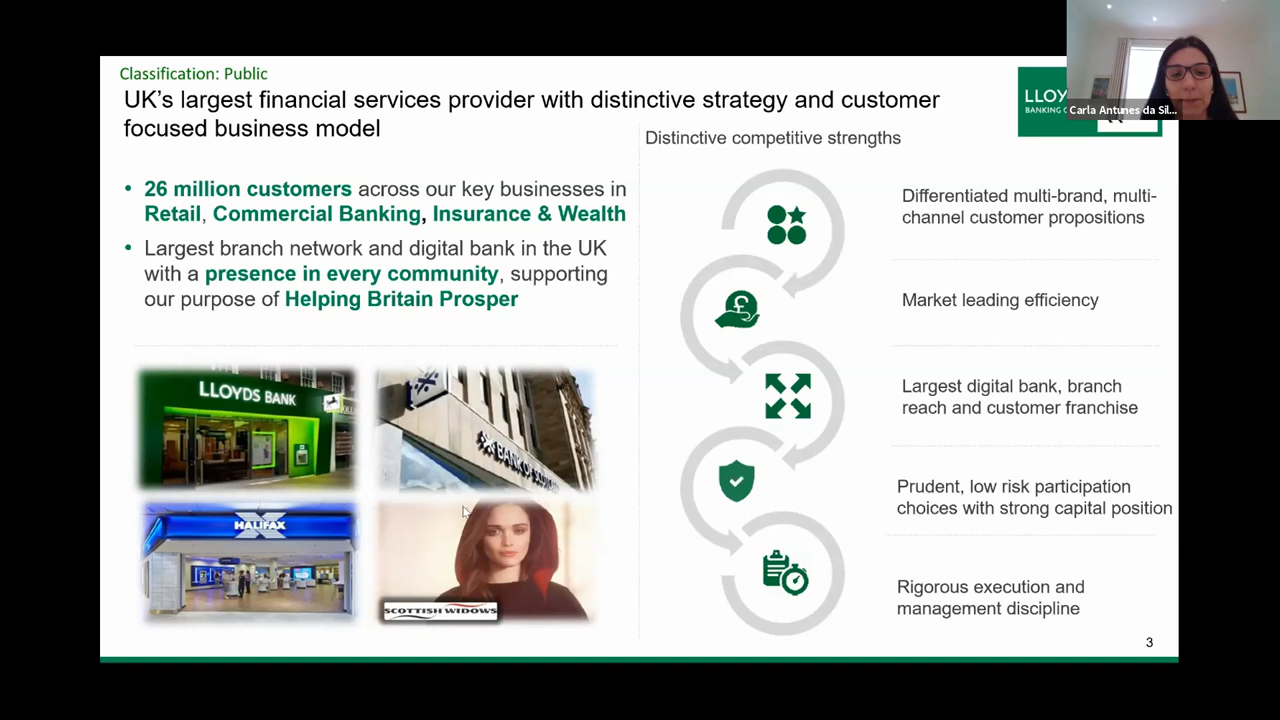 Classification: Public
UK's largest financial services provider with distinctive strategy and customer
focused business model
LLOY
BANKING
Carla Antunes da Sil...
Distinctive competitive strengths
• 26 million customers across our key businesses in
Retail, Commercial Banking, Insurance & Wealth
• Largest branch network and digital bank in the UK
with a presence in every community, supporting
our purpose of Helping Britain Prosper
LLOYDS BANK
BANK OF
HALIFAX
SCOTTISH WIDOWS
Differentiated multi-brand, multi-
channel customer propositions
£
Market leading efficiency
Largest digital bank, branch
reach and customer franchise
Prudent, low risk participation
choices with strong capital position
Rigorous execution and
management discipline
3